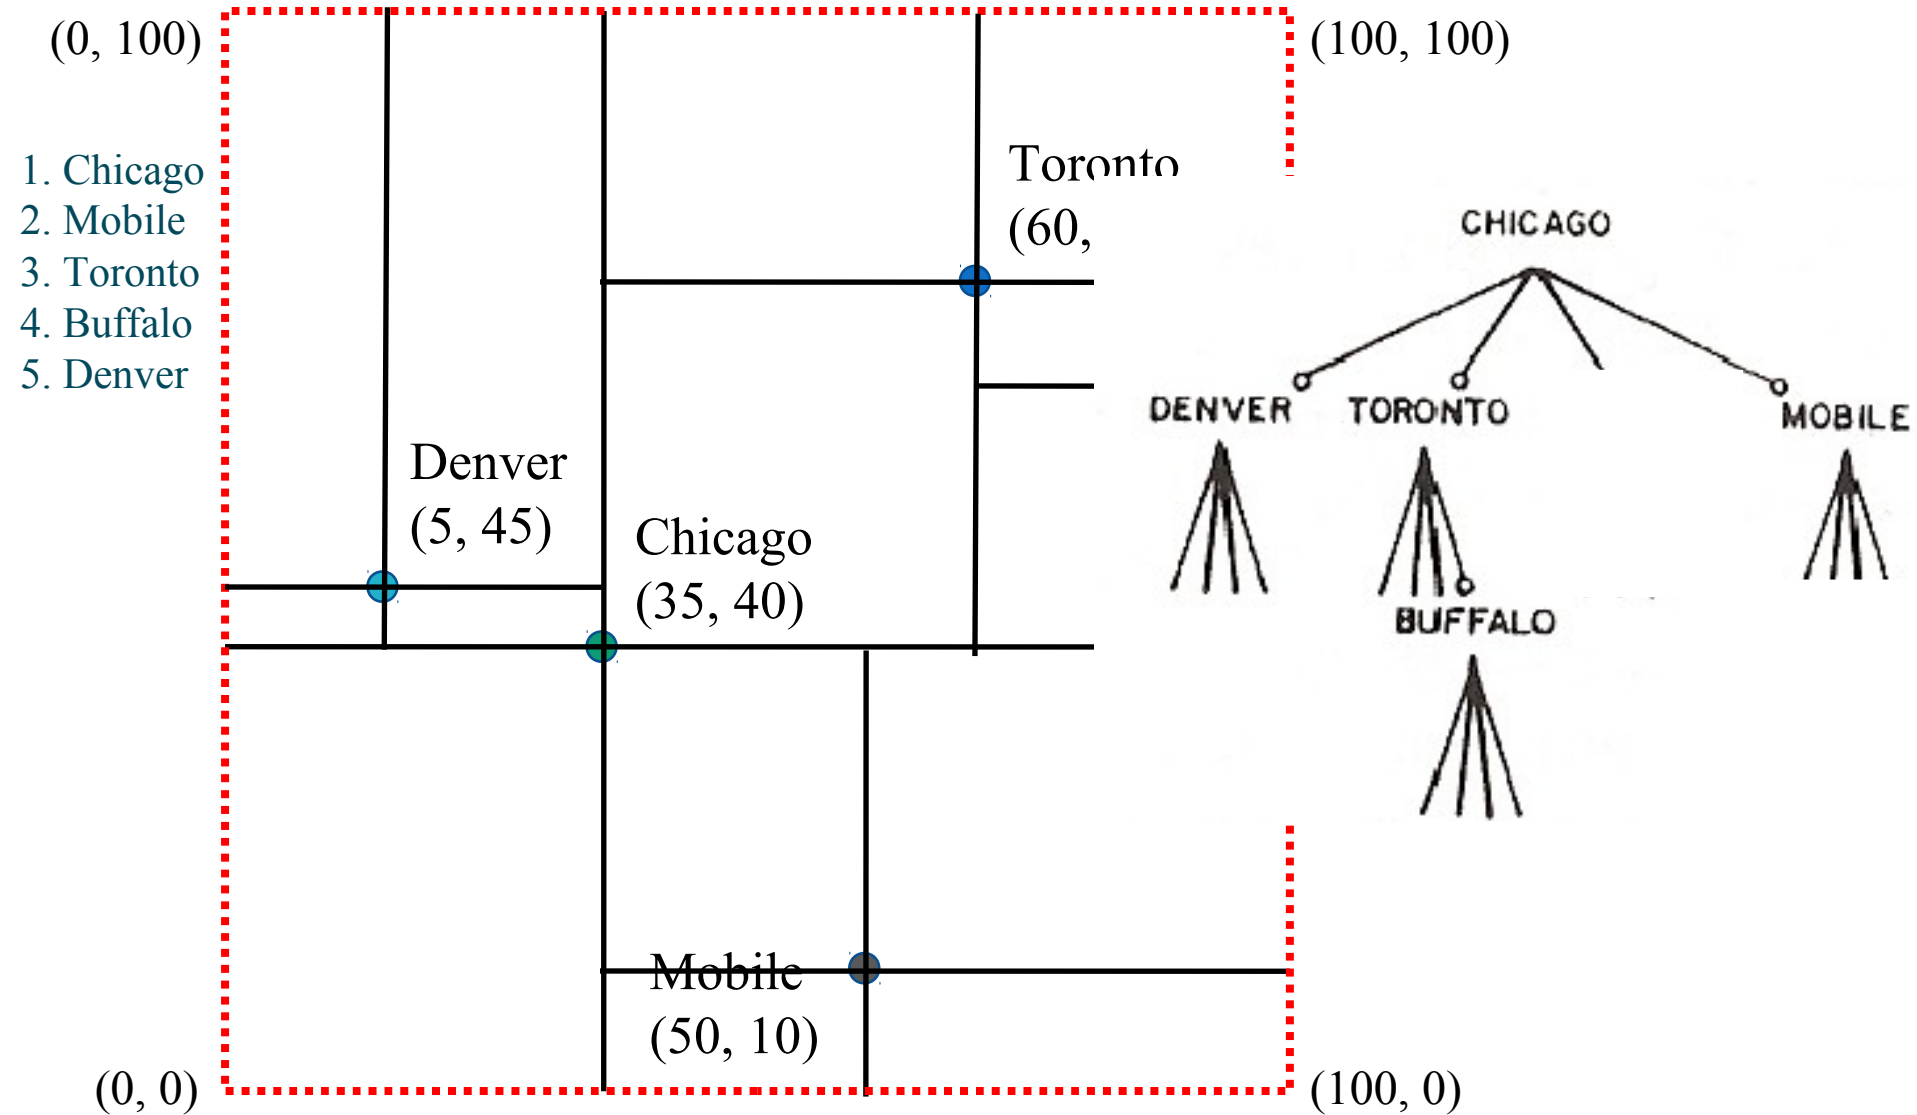 (0, 100)
(100, 100)
1. Chicago
2. Mobile
3. Toronto
4. Buffalo
5. Denver
Toronto
(60,
Denver
(5, 45)
Chicago
(35, 40)
Mobile
(50, 10)
(0, 0)
(100, 0)
CHICAGO
DENVER
TORONTO
MOBILE
BUFFALO